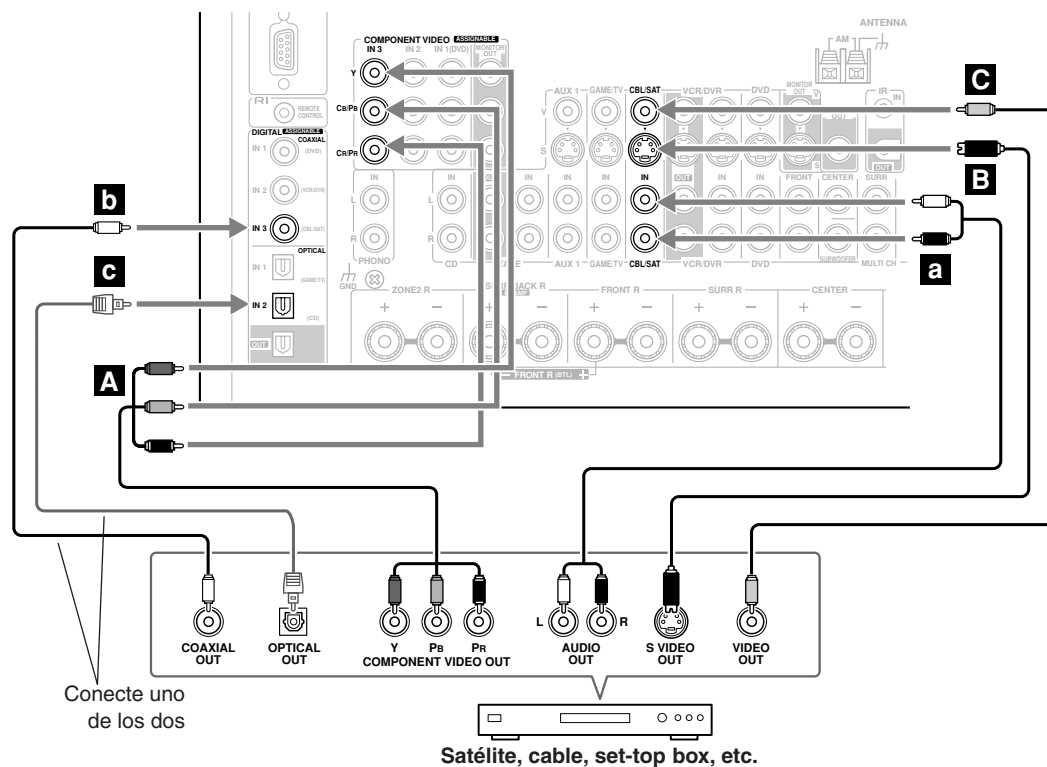 ANTENNA
AM
COMPONENT VIDEO ASSIGNABLE
IN 3 IN 2 IN 1(DVD) MONITOR OUT
Y
CB/PB
CR/PR
RI REMOTE CONTROL
DIGITAL ASSIGNABLE
COAXIAL
IN 1 (DVD)
IN 2 (VCR/DVR)
IN 3 (CBL/SAT)
OPTICAL
IN 1 (GAME/TV)
IN 2 (CD)
OUT
AUX 1 GAME/TV CBL/SAT VCR/DVR DVD MONITOR OUT
IR
IN
OUT
V V
S S
OUT
IN IN IN IN IN IN OUT IN IN FRONT CENTER SURR
L L
R R
PHONO CD AUX 1 GAME/TV CBL/SAT VCR/DVR DVD SUBWOOFER MULTI CH
GND
ZONE2 R FRONT R SURR R CENTER
+ − + − + − + − + −
− FRONT R (BTL) +
C
B
a
b
c
A
COAXIAL OUT
OPTICAL OUT
Y PB PR
COMPONENT VIDEO OUT
L R
AUDIO OUT
S VIDEO OUT
VIDEO OUT
Conecte uno
de los dos
Satélite, cable, set-top box, etc.